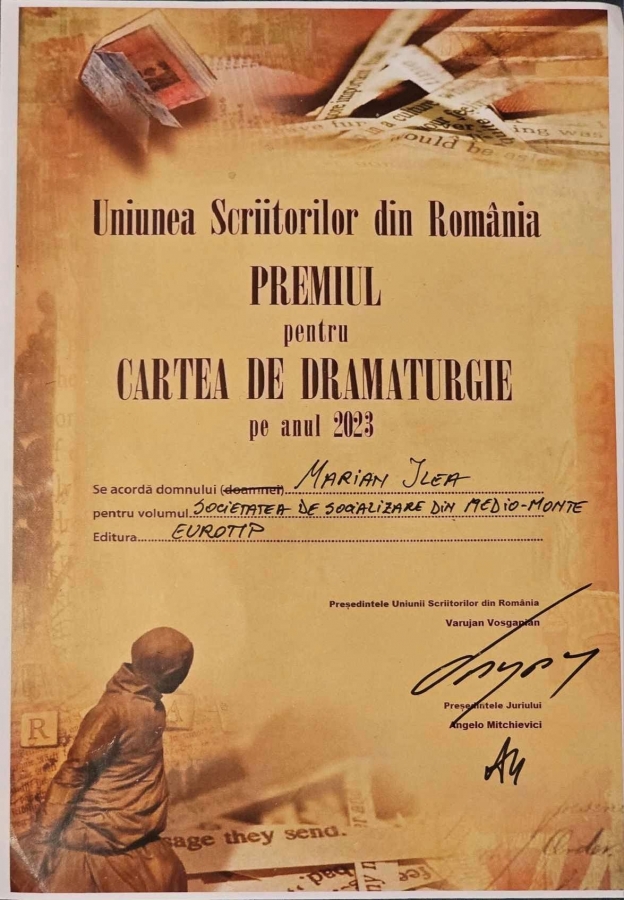 Uniunea Scriitorilor din România
PREMIUL
pentru
CARTEA DE DRAMATURGIE
pe anul 2023
Se acordă domnului (doamnei) MARIAN ILEA
pentru volumul SOCIETATEA DE SOCIALIZARE DIN MEDIO-MONTE
Editura EUROTIP
Președintele Uniunii Scriitorilor din România
Varujan Vosganian
Președintele Juriului
Angelo Mitchievici
R
sage they send.